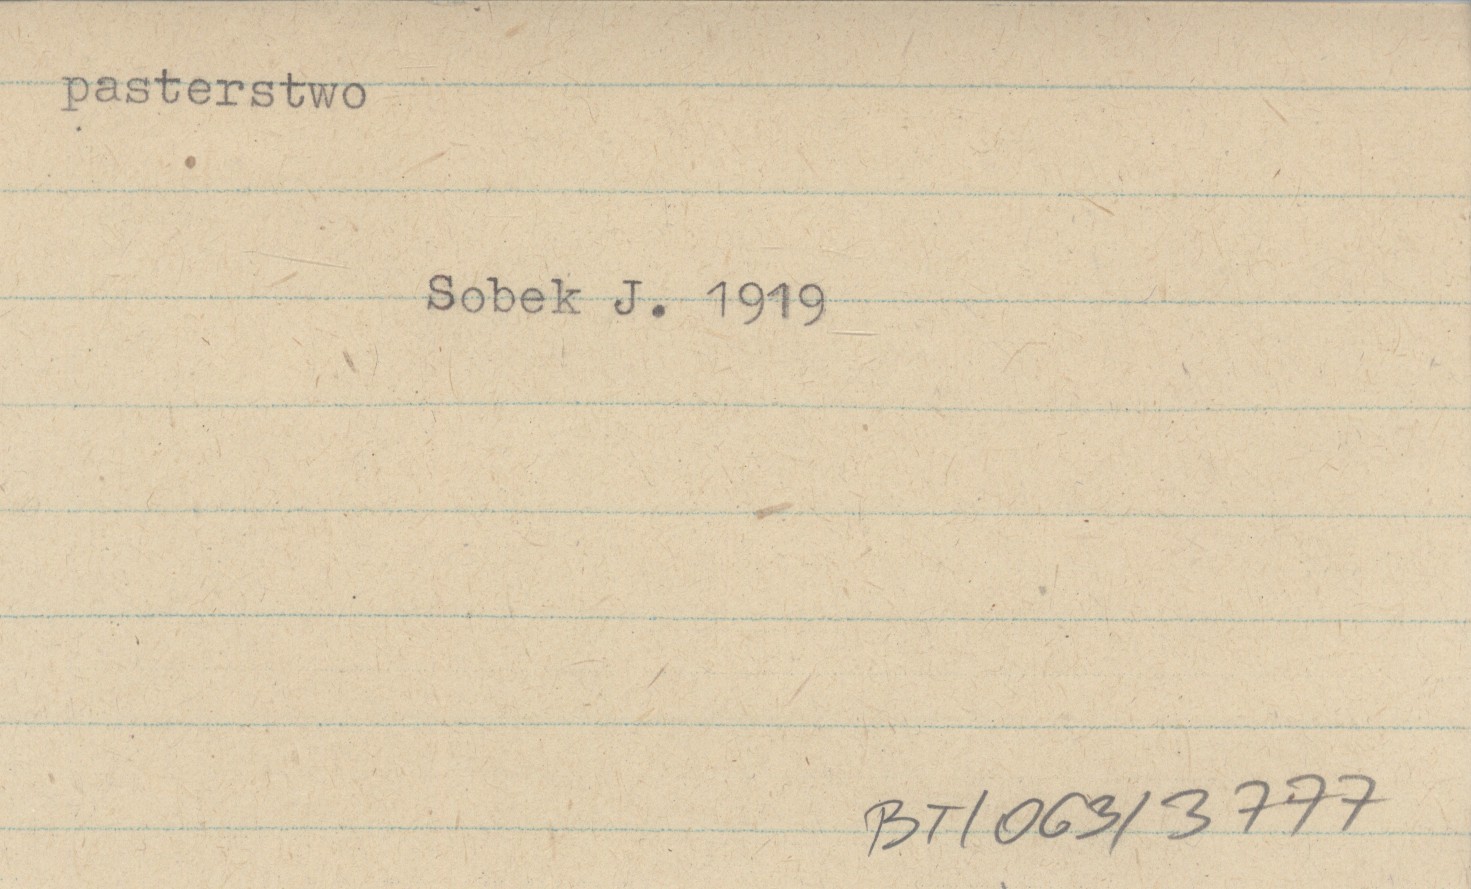 pasterstwo
Sobek J. 1919
BT/063/3777